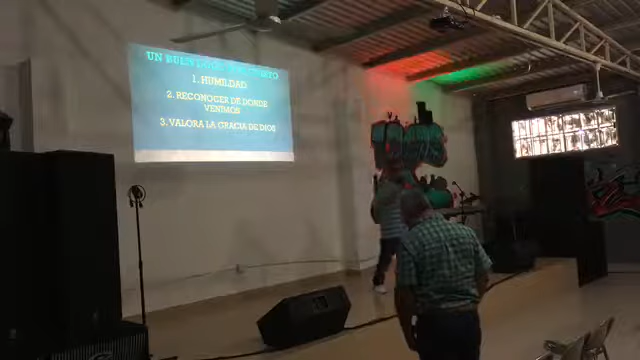 UN
1. HUMILDAD
2. RECONOCER DE DONDE
VENIMOS
3. VALORA LA GRACIA DE DIOS